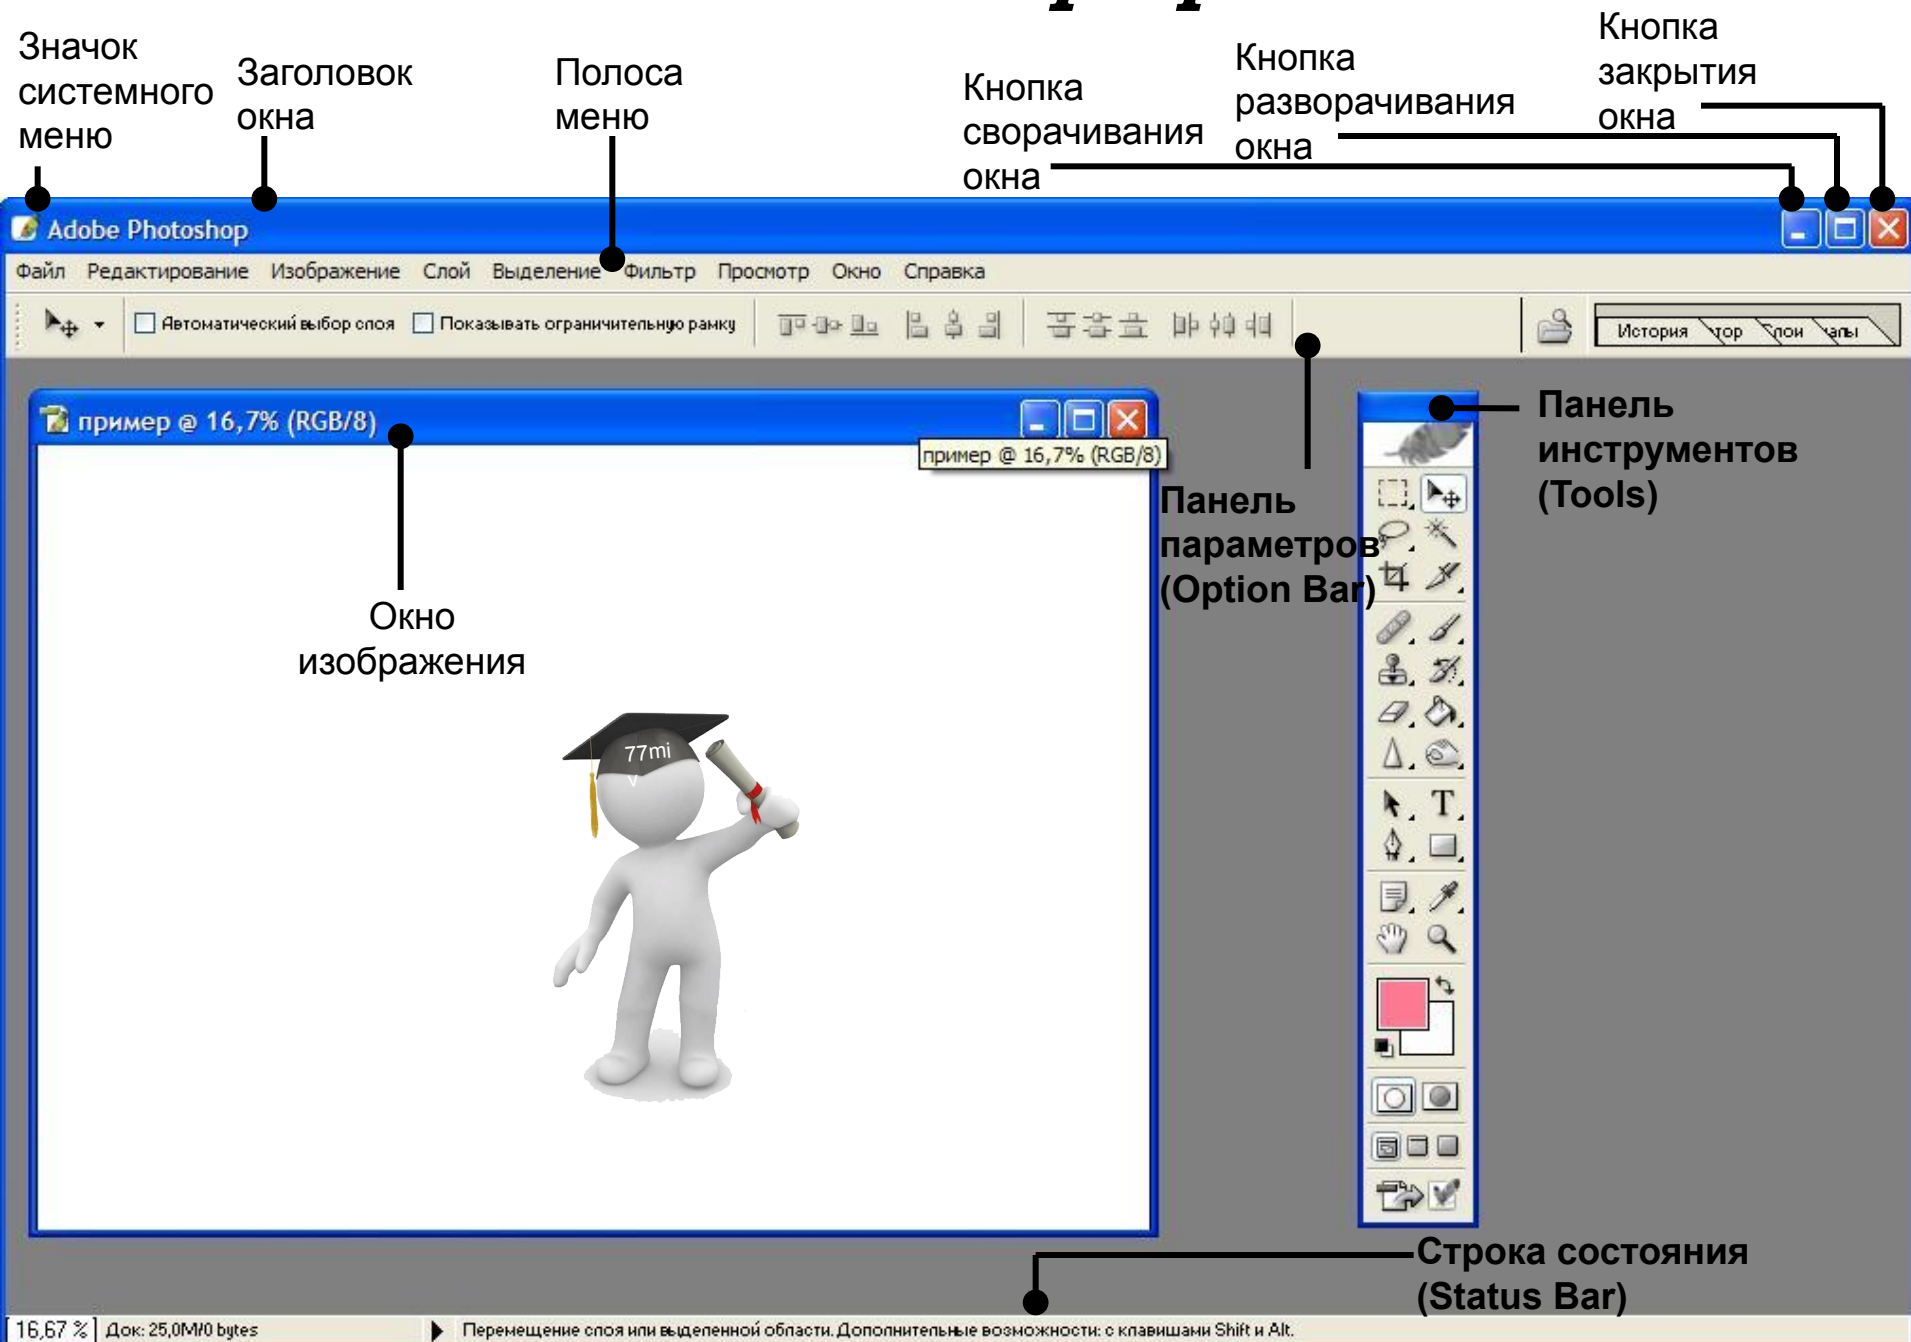 Значок
системного
меню
Заголовок
окна
Полоса
меню
Кнопка
сворачивания
окна
Кнопка
разворачивания
окна
Кнопка
закрытия
окна
Adobe Photoshop
Файл Редактирование Изображение Слой Выделение Фильтр Просмотр Окно Справка
Автоматический выбор слоя Показывать ограничительную рамку
История тор Слои налы
пример @ 16,7% (RGB/8)
пример @ 16,7% (RGB/8)
Панель
инструментов
(Tools)
Панель
параметров
(Option Bar)
T
Окно
изображения
77mi
v
Строка состояния
(Status Bar)
16,67 % Док: 25,0M/0 bytes Перемещение слоя или выделенной области. Дополнительные возможности: с клавишами Shift и Alt.